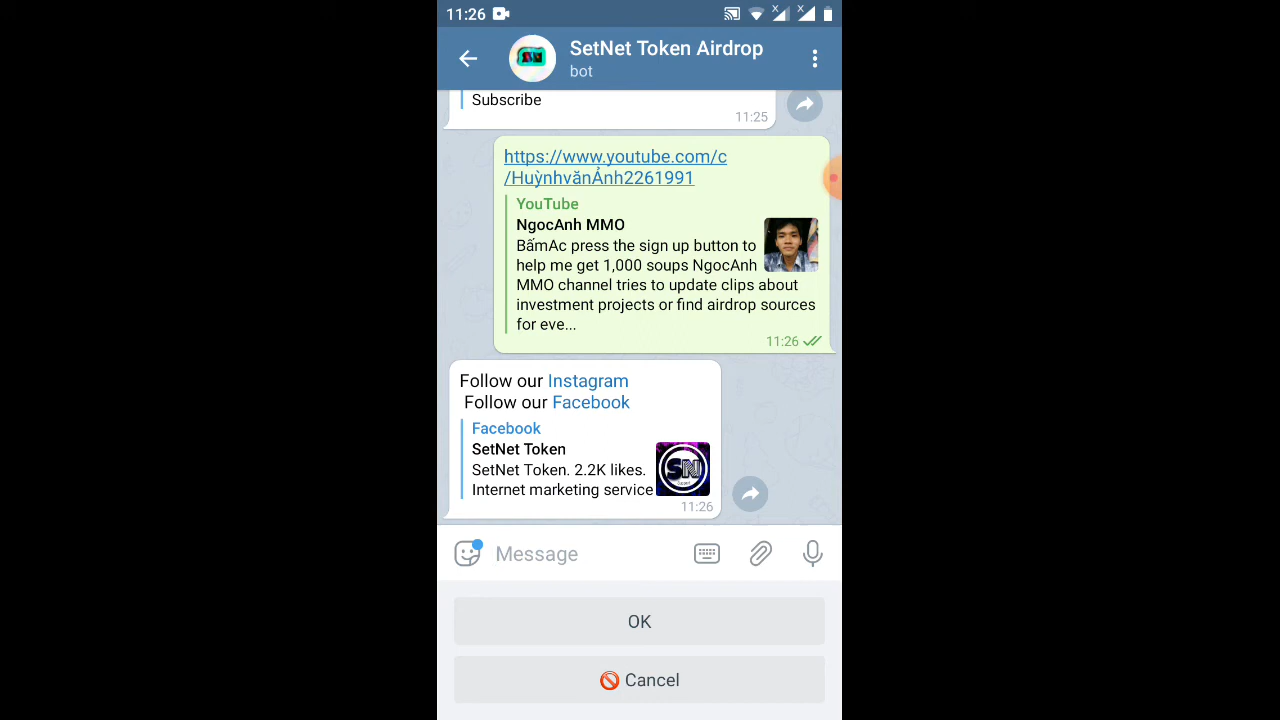 11:26
SetNet Token Airdrop
bot
Subscribe
11:25
https://www.youtube.com/c
/HuỳnhvănẢnh2261991
YouTube
NgocAnh MMO
BấmAc press the sign up button to
help me get 1,000 soups NgocAnh
MMO channel tries to update clips about
investment projects or find airdrop sources
for eve...
11:26
Follow our Instagram
Follow our Facebook
Facebook
SetNet Token
SetNet Token. 2.2K likes.
Internet marketing service
SN
11:26
Message
OK
🚫 Cancel